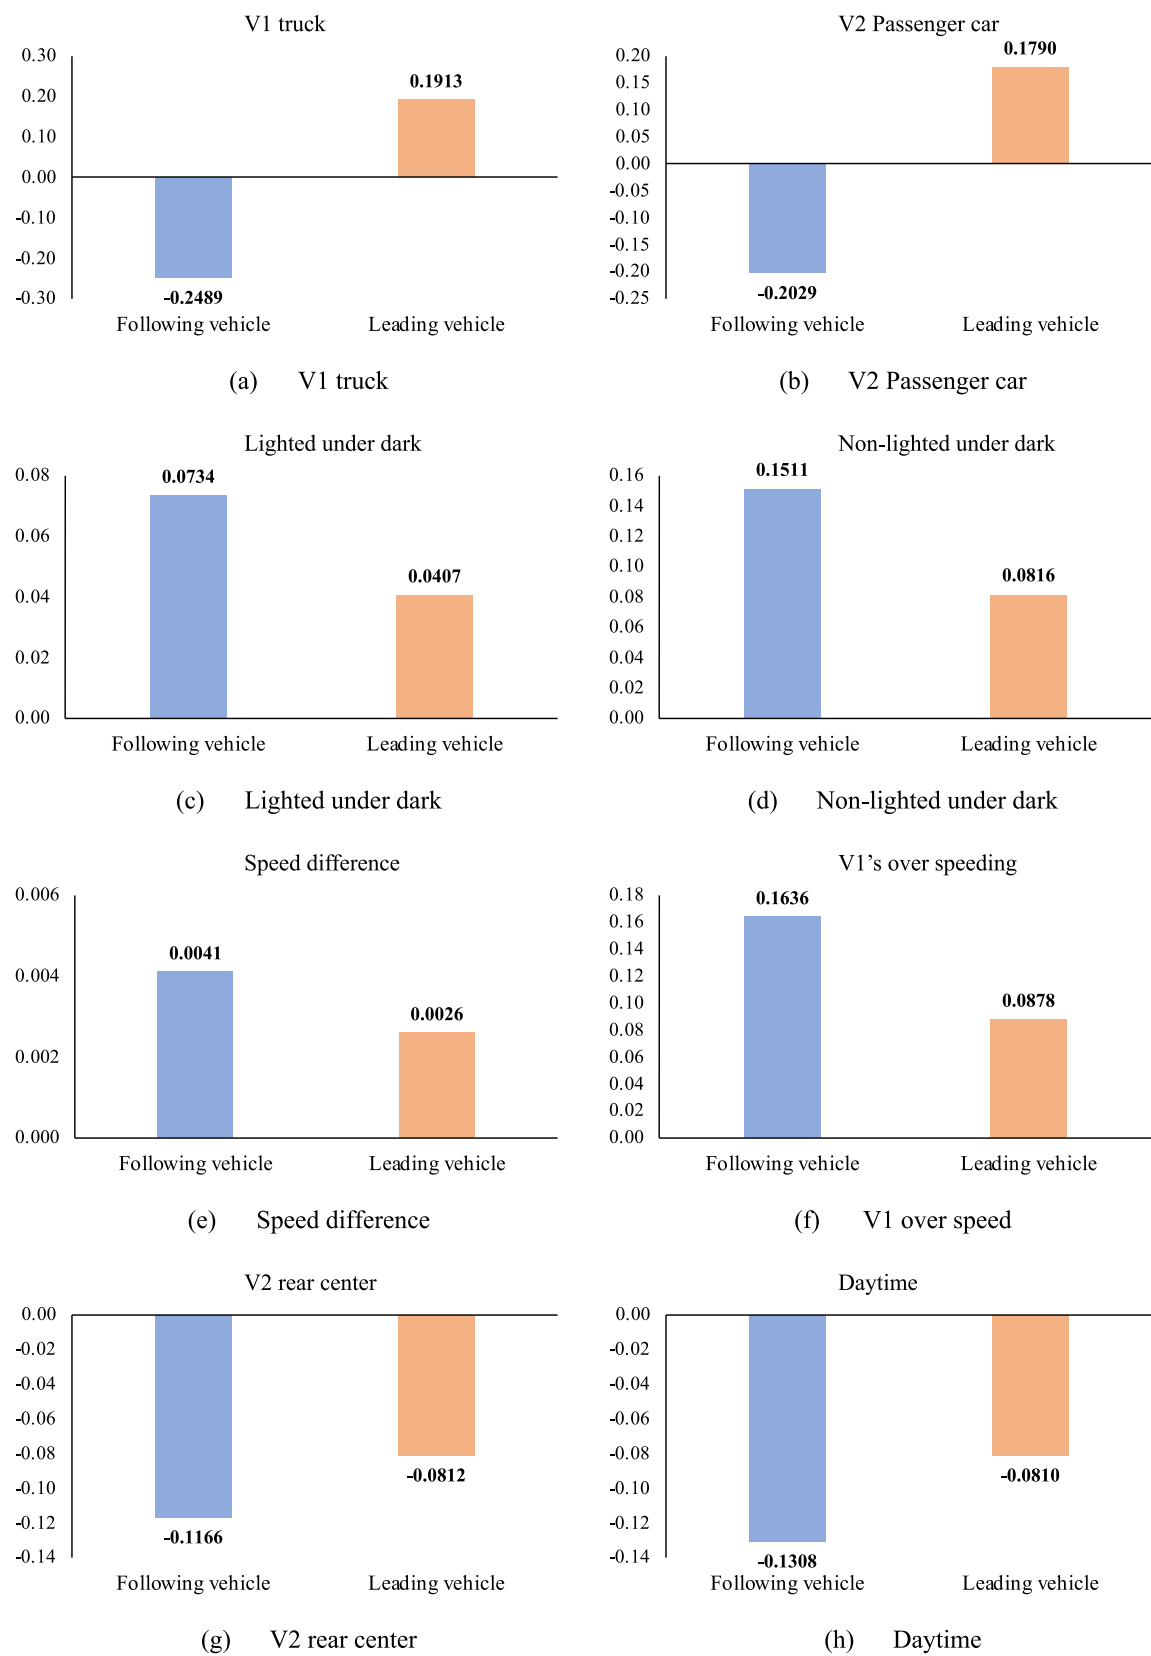 V1 truck
0.30
0.20
0.10
0.00
-0.10
-0.20
-0.30
0.1913
-0.2489
Following vehicle
Leading vehicle
(a) V1 truck
V2 Passenger car
0.20
0.15
0.10
0.05
0.00
-0.05
-0.10
-0.15
-0.20
-0.25
0.1790
-0.2029
Following vehicle
Leading vehicle
(b) V2 Passenger car
Lighted under dark
0.08
0.06
0.04
0.02
0.00
0.0734
0.0407
Following vehicle
Leading vehicle
(c) Lighted under dark
Non-lighted under dark
0.16
0.14
0.12
0.10
0.08
0.06
0.04
0.02
0.00
0.1511
0.0816
Following vehicle
Leading vehicle
(d) Non-lighted under dark
Speed difference
0.006
0.004
0.002
0.000
0.0041
0.0026
Following vehicle
Leading vehicle
(e) Speed difference
V1’s over speeding
0.18
0.16
0.14
0.12
0.10
0.08
0.06
0.04
0.02
0.00
0.1636
0.0878
Following vehicle
Leading vehicle
(f) V1 over speed
V2 rear center
0.00
-0.02
-0.04
-0.06
-0.08
-0.10
-0.12
-0.14
-0.1166
-0.0812
Following vehicle
Leading vehicle
(g) V2 rear center
Daytime
0.00
-0.02
-0.04
-0.06
-0.08
-0.10
-0.12
-0.14
-0.1308
-0.0810
Following vehicle
Leading vehicle
(h) Daytime